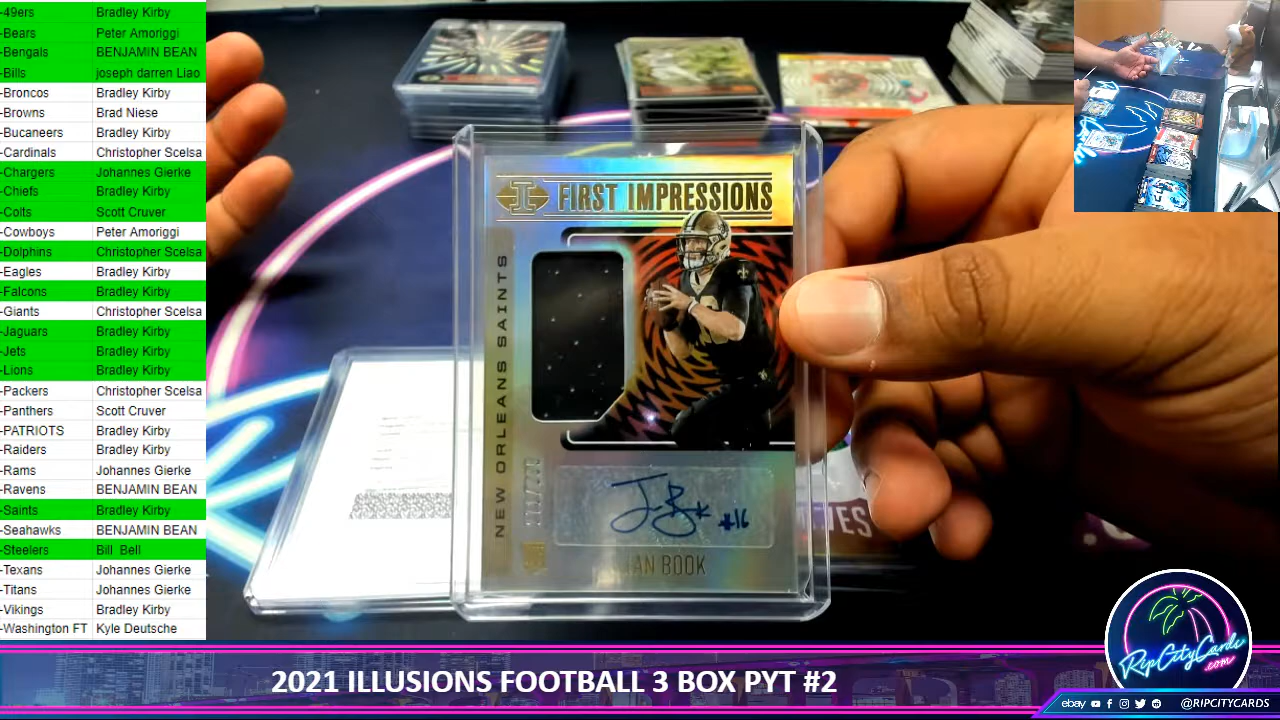 -49ers Bradley Kirby
-Bears Peter Amoriggi
-Bengals BENJAMIN BEAN
-Bills joseph darren Liao
-Broncos Bradley Kirby
-Browns Brad Niese
-Bucaneers Bradley Kirby
-Cardinals Christopher Scelsa
-Chargers Johannes Gierke
-Chiefs Bradley Kirby
-Colts Scott Cruver
-Cowboys Peter Amoriggi
-Dolphins Christopher Scelsa
-Eagles Bradley Kirby
-Falcons Bradley Kirby
-Giants Christopher Scelsa
-Jaguars Bradley Kirby
-Jets Bradley Kirby
-Lions Bradley Kirby
-Packers Christopher Scelsa
-Panthers Scott Cruver
-PATRIOTS Bradley Kirby
-Raiders Bradley Kirby
-Rams Johannes Gierke
-Ravens BENJAMIN BEAN
-Saints Bradley Kirby
-Seahawks BENJAMIN BEAN
-Steelers Bill Bell
-Texans Johannes Gierke
-Titans Johannes Gierke
-Vikings Bradley Kirby
-Washington FT Kyle Deutsche
I FIRST IMPRESSIONS
NEW ORLEANS SAINTS
#16
IAN BOOK
2021 ILLUSIONS FOOTBALL 3 BOX PYT #2
RipCityCards
.com
ebay @RIPCITYCARDS